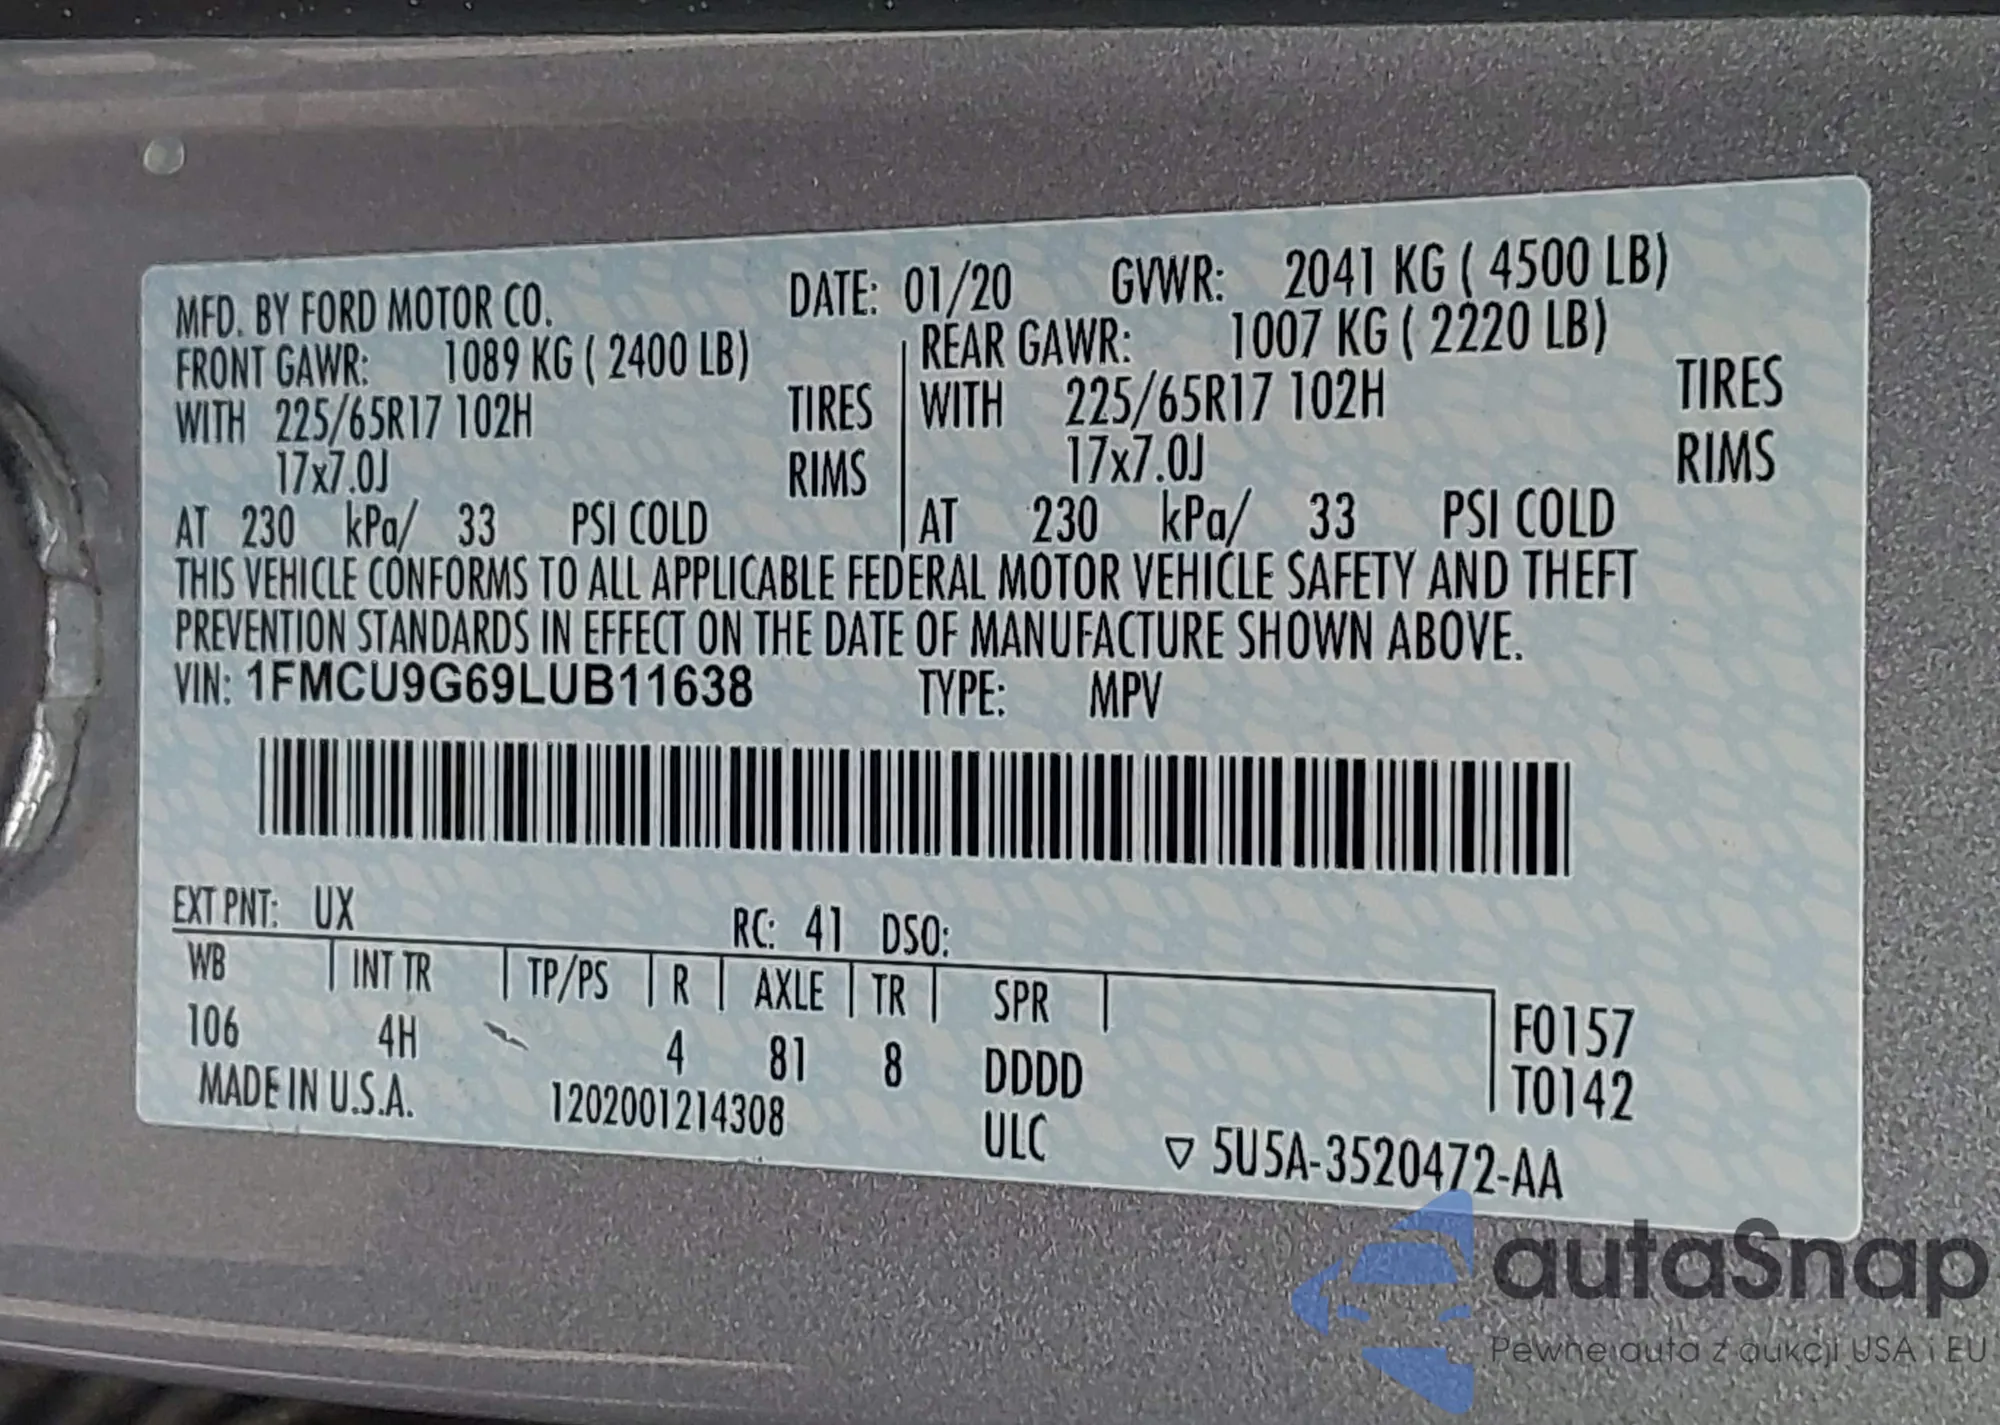 MFD. BY FORD MOTOR CO. DATE: 01/20 GVWR: 2041 KG ( 4500 LB)
FRONT GAWR: 1089 KG ( 2400 LB) REAR GAWR: 1007 KG ( 2220 LB)
WITH 225/65R17 102H TIRES WITH 225/65R17 102H TIRES
17x7.0J RIMS 17x7.0J RIMS
AT 230 kPa/ 33 PSI COLD AT 230 kPa/ 33 PSI COLD
THIS VEHICLE CONFORMS TO ALL APPLICABLE FEDERAL MOTOR VEHICLE SAFETY AND THEFT
PREVENTION STANDARDS IN EFFECT ON THE DATE OF MANUFACTURE SHOWN ABOVE.
VIN: 1FMCU9G69LUB11638 TYPE: MPV
EXT PNT: UX RC: 41 DSO:
WB INT TR TP/PS R AXLE TR SPR
106 4H 4 81 8 DDDD F0157
T0142
MADE IN U.S.A. 1202001214308 ULC ▽ 5U5A-3520472-AA
autaSnap
Pewne auta z aukcji USA i EU